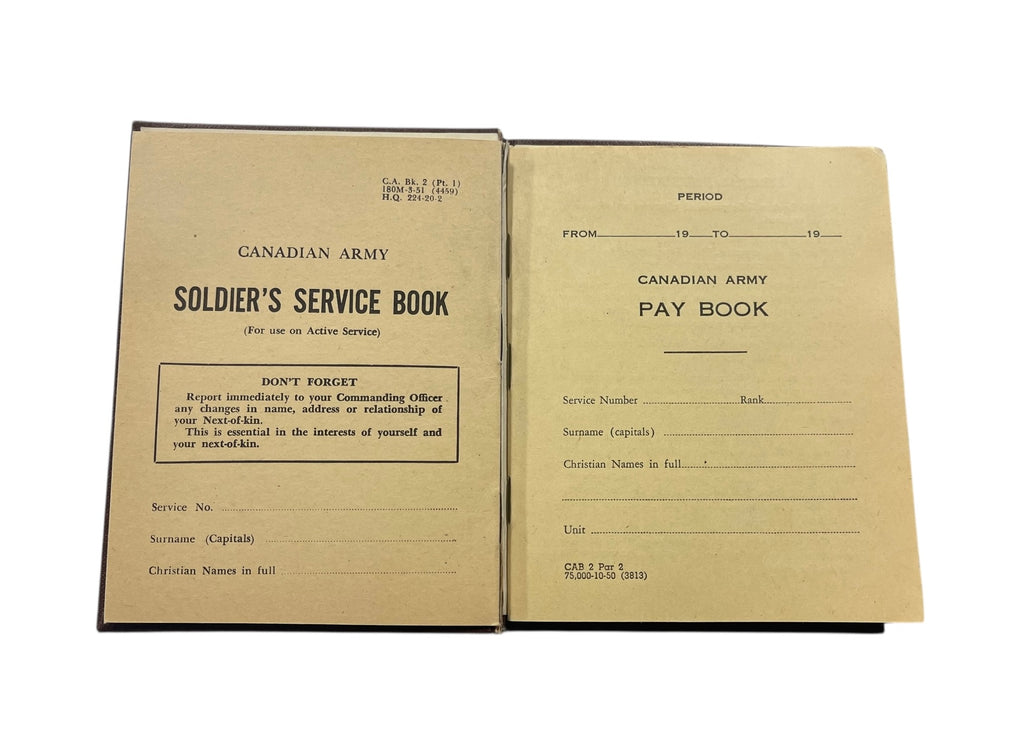 C.A. Bk. 2 (Pt. 1)
180M-3-51 (4459)
H.Q. 224-20-2
CANADIAN ARMY
SOLDIER'S SERVICE BOOK
(For use on Active Service)
DON'T FORGET
Report immediately to your Commanding Officer
any changes in name, address or relationship of
your Next-of-kin.
This is essential in the interests of yourself and
your next-of-kin.
Service No.
Surname (Capitals)
Christian Names in full
PERIOD
FROM 19 TO 19
CANADIAN ARMY
PAY BOOK
Service Number Rank
Surname (capitals)
Christian Names in full
Unit
CAB 2 Par 2
75,000-10-50 (3813)